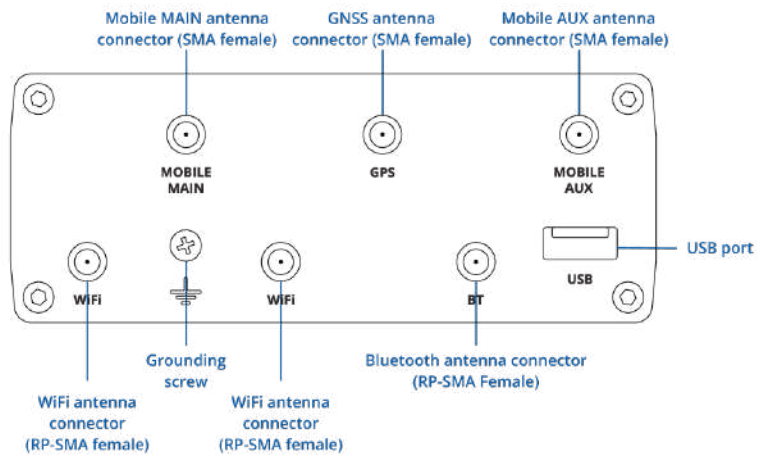 Mobile MAIN antenna
connector (SMA female)
GNSS antenna
connector (SMA female)
Mobile AUX antenna
connector (SMA female)
MOBILE
MAIN
GPS
MOBILE
AUX
USB port
USB
WiFi
WiFi
BT
Grounding
screw
Bluetooth antenna connector
(RP-SMA Female)
WiFi antenna
connector
(RP-SMA female)
WiFi antenna
connector
(RP-SMA female)